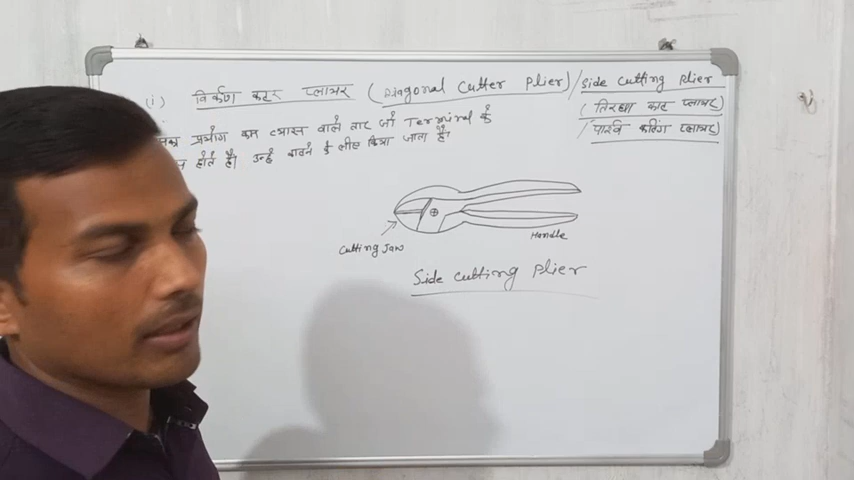 (i) विकर्ण कटर प्लायर (Diagonal Cutter Plier) / side cutting plier
(तिरछा काट प्लायर)
/ पार्श्व कटिंग प्लायर)
प्रयोग कम व्यास वाले तार जो Terminal के
होते हैं। उन्हें काटने के लिए किया जाता है।
Cutting Jaw
Handle
Side cutting Plier